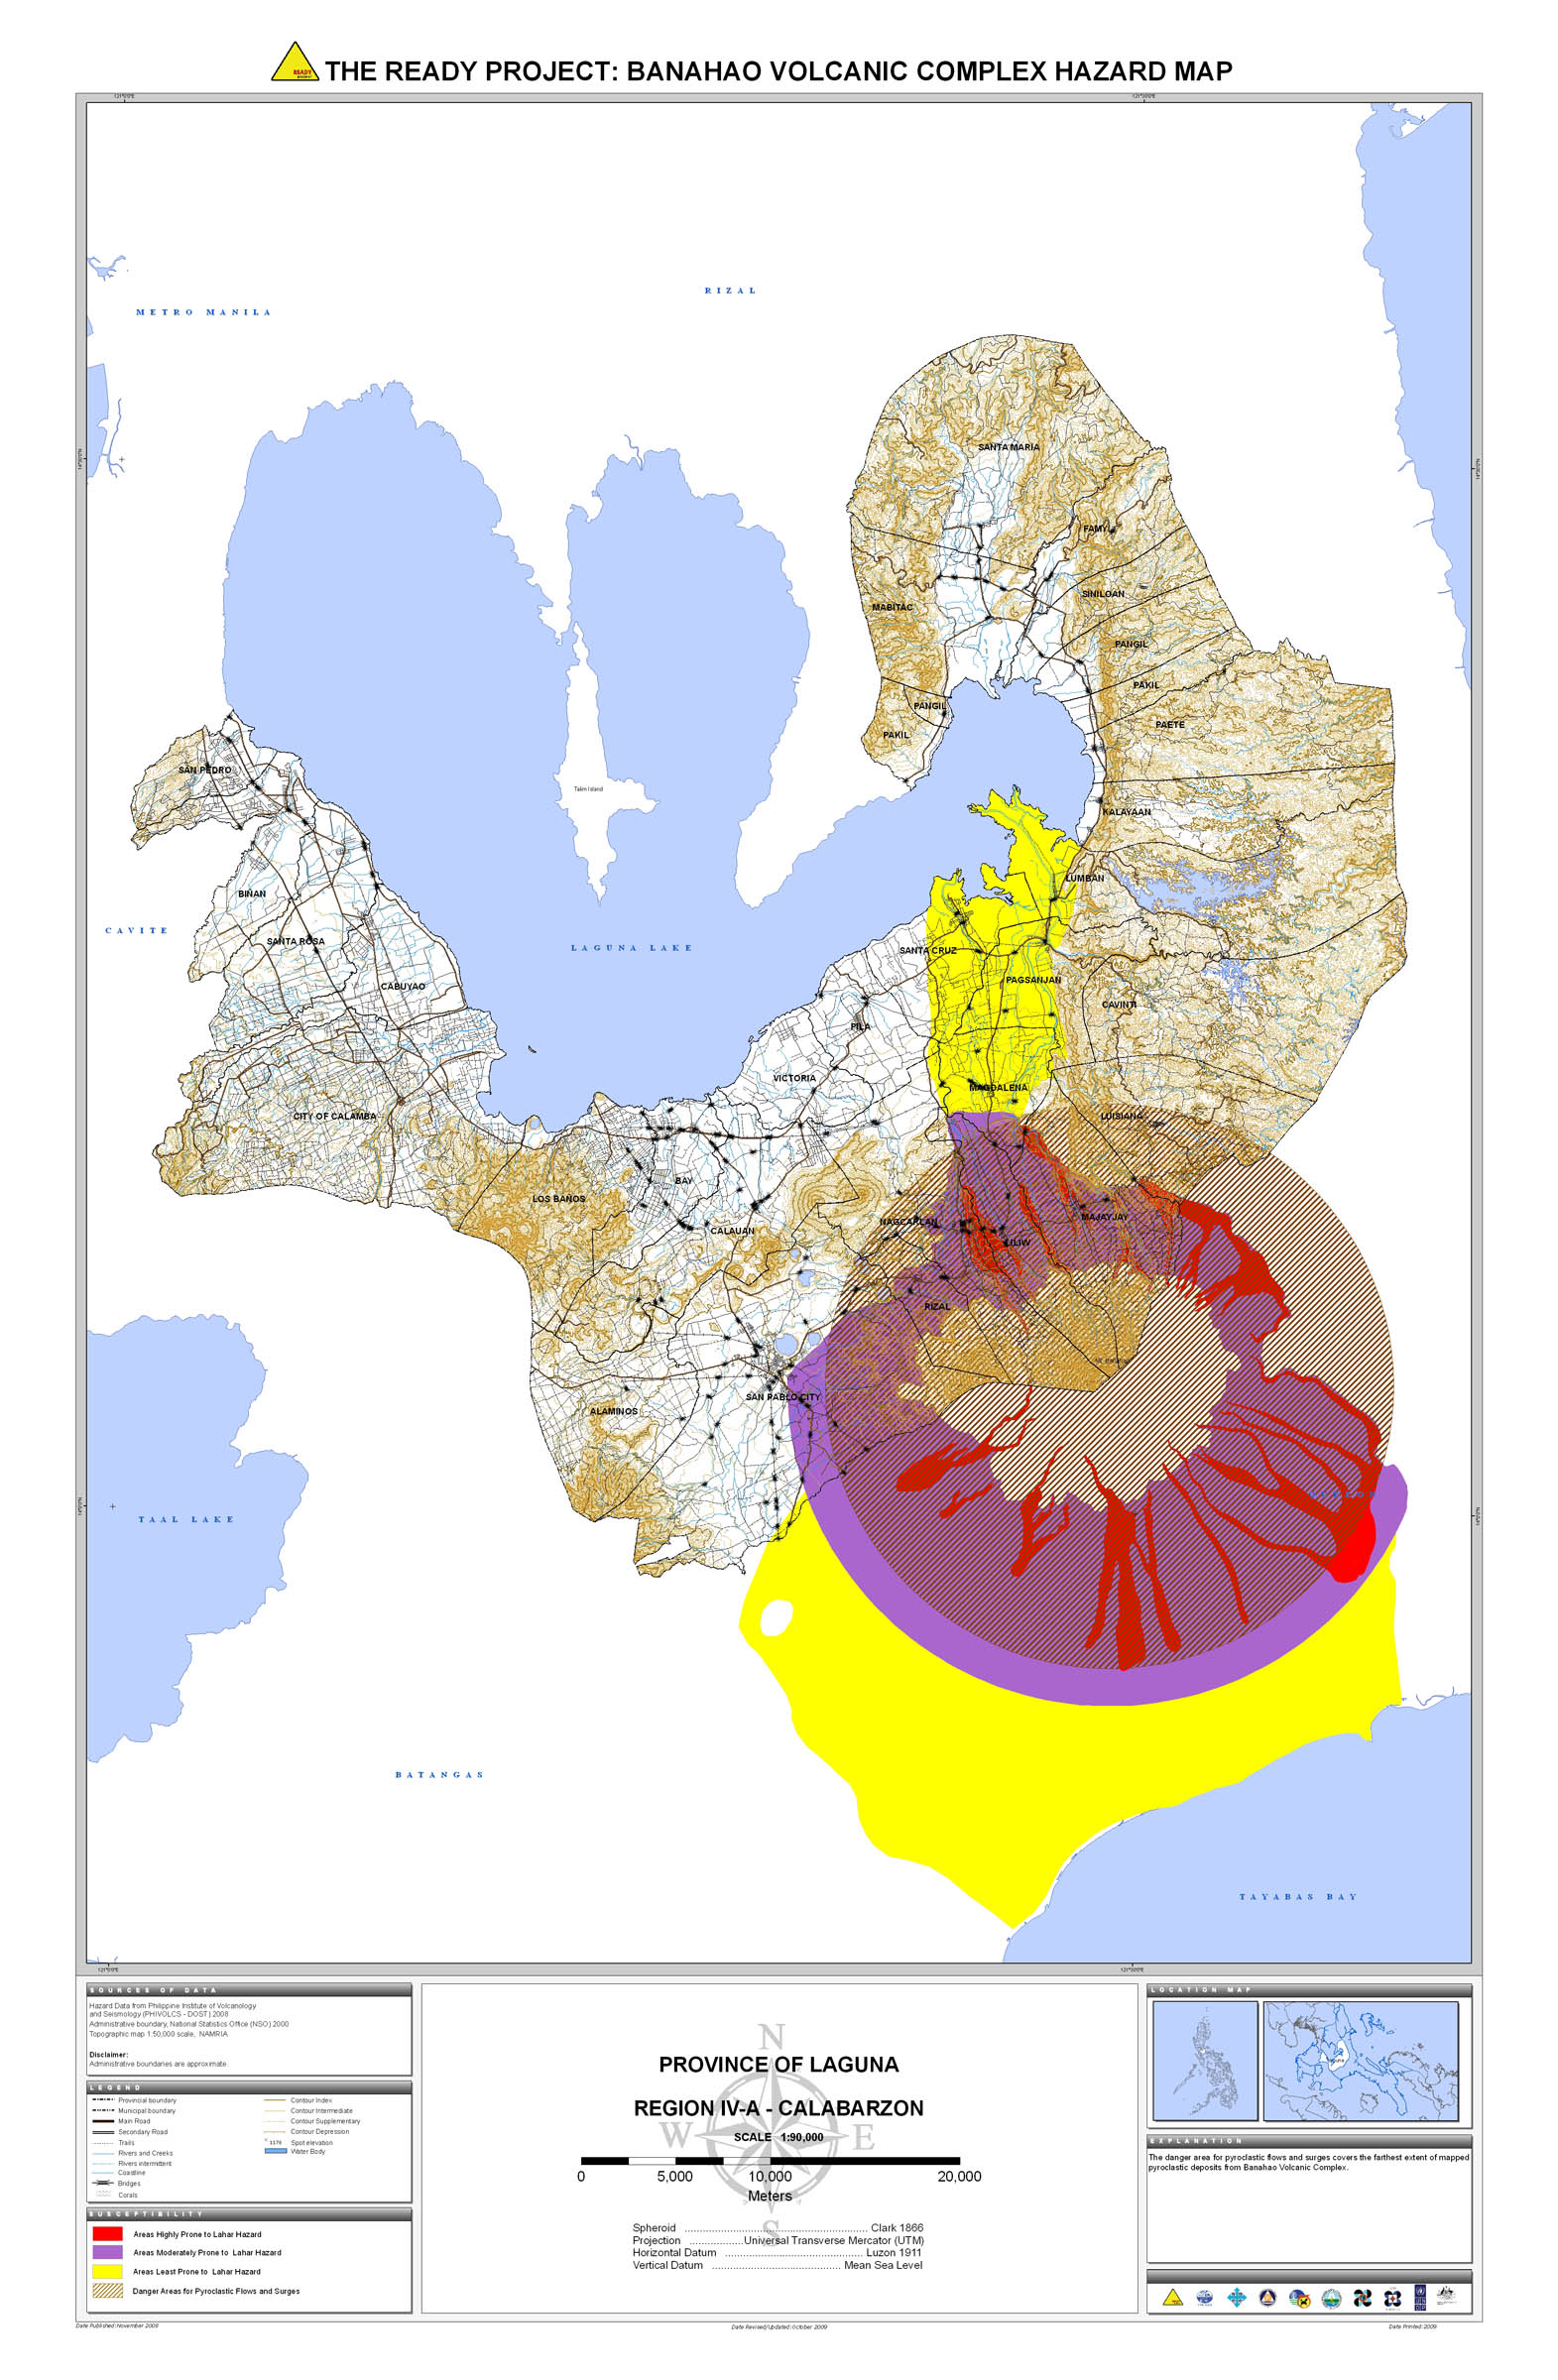 READY
THE READY PROJECT: BANAHAO VOLCANIC COMPLEX HAZARD MAP
121°0'0"E
RIZAL
METRO MANILA
SANTA MARIA
FAMY
MABITAC
SINILOAN
PANGIL
PAKIL
PANGIL
PAETE
PAKIL
SAN PEDRO
Talim Island
KALAYAAN
LUMBAN
BIÑAN
CAVITE
SANTA ROSA
LAGUNA LAKE
SANTA CRUZ
PAGSANJAN
CABUYAO
CAVINTI
PILA
VICTORIA
MAGDALENA
CITY OF CALAMBA
LUISIANA
BAY
LOS BAÑOS
NAGCARLAN
MAJAYJAY
CALAUAN
LILIW
RIZAL
SAN PABLO CITY
ALAMINOS
TAAL LAKE
BATANGAS
TAYABAS BAY
121°0'0"E
SOURCES OF DATA
Hazard Data from Philippine Institute of Volcanology
and Seismology (PHIVOLCS - DOST) 2008
Administrative boundary, National Statistics Office (NSO) 2000
Topographic map 1:50,000 scale, NAMRIA
Disclaimer:
Administrative boundaries are approximate.
LEGEND
Provincial boundary
Municipal boundary
Main Road
Secondary Road
Trails
Rivers and Creeks
Rivers intermittent
Coastline
Bridges
Corals
Contour Index
Contour Intermediate
Contour Supplementary
Contour Depression
1176 Spot elevation
Water Body
SUSCEPTIBILITY
Areas Highly Prone to Lahar Hazard
Areas Moderately Prone to Lahar Hazard
Areas Least Prone to Lahar Hazard
Danger Areas for Pyroclastic Flows and Surges
N
PROVINCE OF LAGUNA
REGION IV-A - CALABARZON
W
E
SCALE 1:90,000
0 5,000 10,000 20,000
Meters
S
Spheroid Clark 1866
Projection Universal Transverse Mercator (UTM)
Horizontal Datum Luzon 1911
Vertical Datum Mean Sea Level
LOCATION MAP
EXPLANATION
The danger area for pyroclastic flows and surges covers the farthest extent of mapped
pyroclastic deposits from Banahao Volcanic Complex.
Date Published: November 2008
Date Revised/Updated: October 2009
Date Printed: 2009